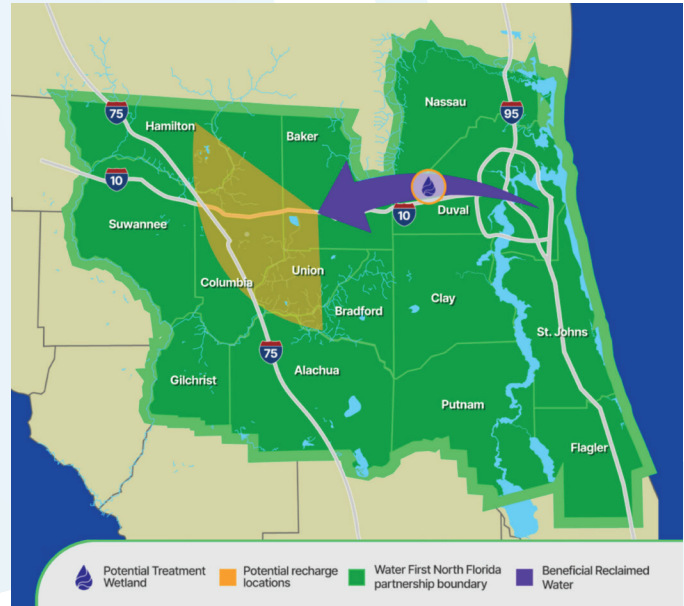 Nassau
75
95
Hamilton
Baker
10
10
Duval
Suwannee
Union
Columbia
Clay
Bradford
St. Johns
75
Alachua
Gilchrist
Putnam
Flagler
Potential Treatment
Wetland
Potential recharge
locations
Water First North Florida
partnership boundary
Beneficial Reclaimed
Water